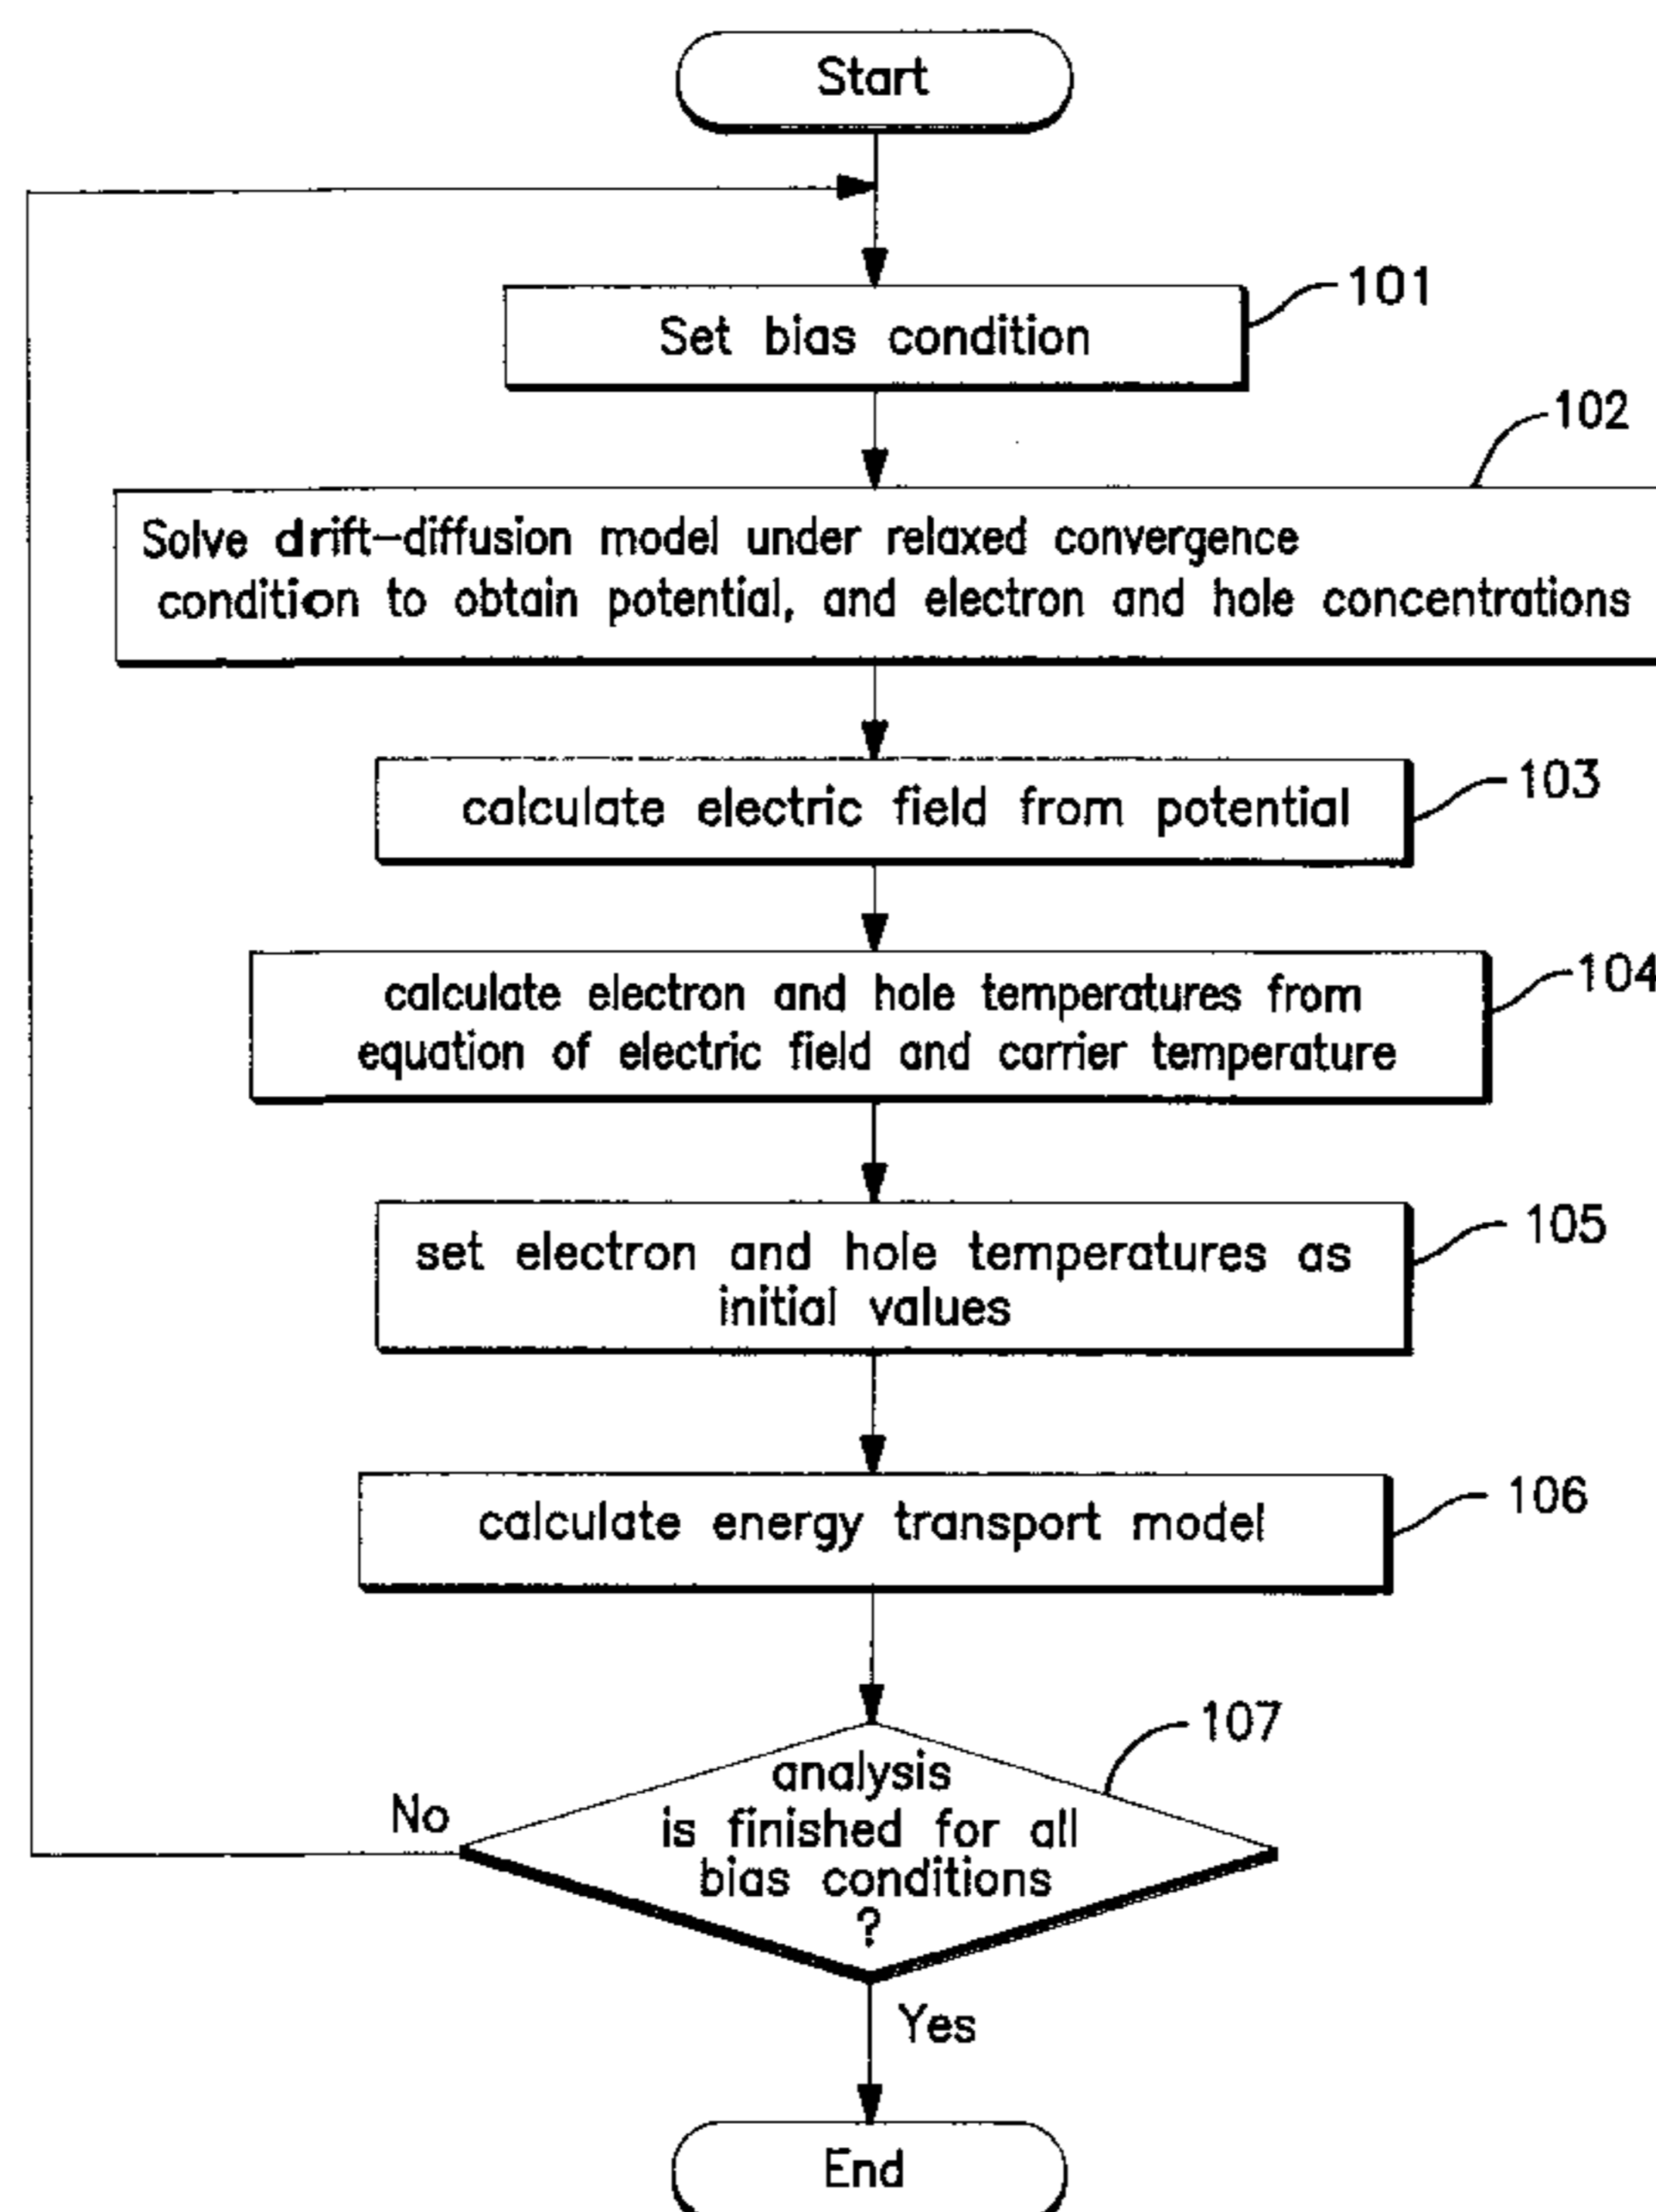 Start
101
Set bias condition
102
Solve drift-diffusion model under relaxed convergence
condition to obtain potential, and electron and hole concentrations
103
calculate electric field from potential
104
calculate electron and hole temperatures from
equation of electric field and carrier temperature
105
set electron and hole temperatures as
initial values
106
calculate energy transport model
107
analysis
is finished for all
bias conditions
?
No
Yes
End